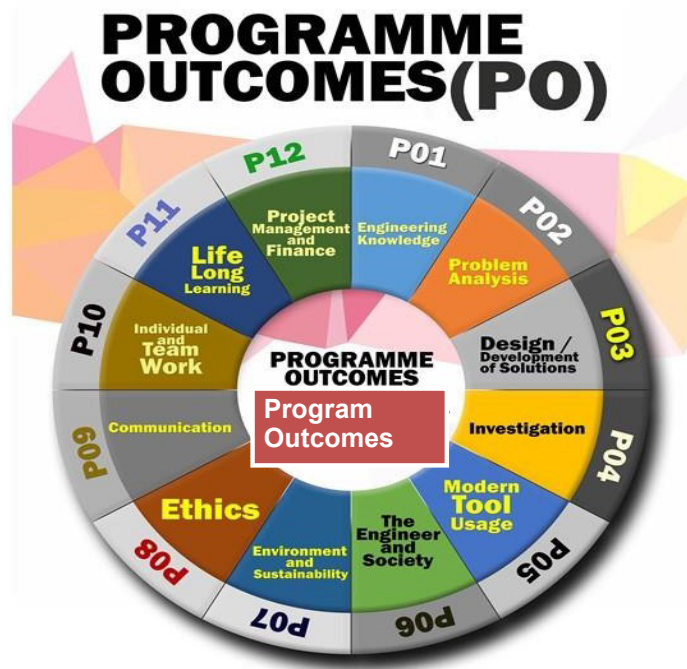 PROGRAMME
OUTCOMES(PO)
P01
Engineering
Knowledge
P02
Problem
Analysis
P03
Design /
Development
of Solutions
P04
Investigation
P05
Modern
Tool
Usage
P06
The
Engineer
and
Society
P07
Environment
and
Sustainability
P08
Ethics
P09
Communication
P10
Individual
and
Team
Work
P11
Life
Long
Learning
P12
Project
Management
and
Finance
PROGRAMME
OUTCOMES
Program
Outcomes